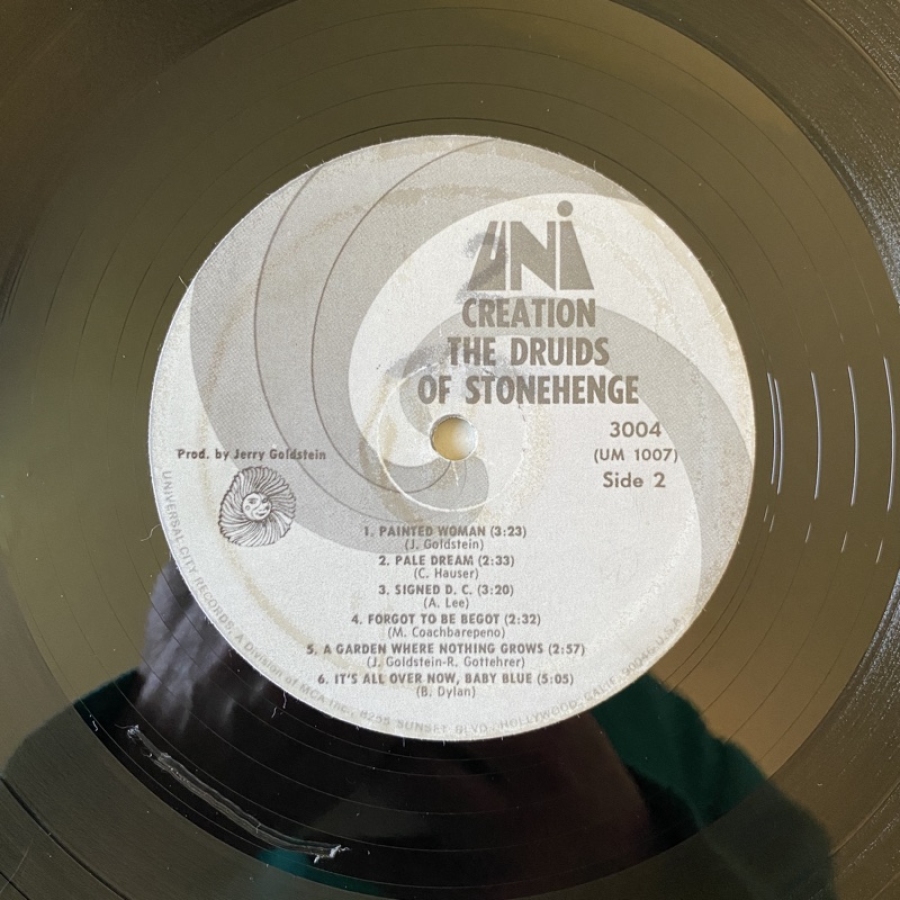 UNI
CREATION
THE DRUIDS
OF STONEHENGE
3004
(UM 1007)
Side 2
Prod. by Jerry Goldstein
1. PAINTED WOMAN (3:23)
(J. Goldstein)
2. PALE DREAM (2:33)
(C. Hauser)
3. SIGNED D. C. (3:20)
(A. Lee)
4. FORGOT TO BE BEGOT (2:32)
(M. Coachbarepeno)
5. A GARDEN WHERE NOTHING GROWS (2:57)
(J. Goldstein-R. Gottehrer)
6. IT'S ALL OVER NOW, BABY BLUE (5:05)
(B. Dylan)
UNIVERSAL CITY RECORDS, A Division of MCA Inc., 8255 SUNSET BLVD., HOLLYWOOD, CALIF. 90046 U.S.A.